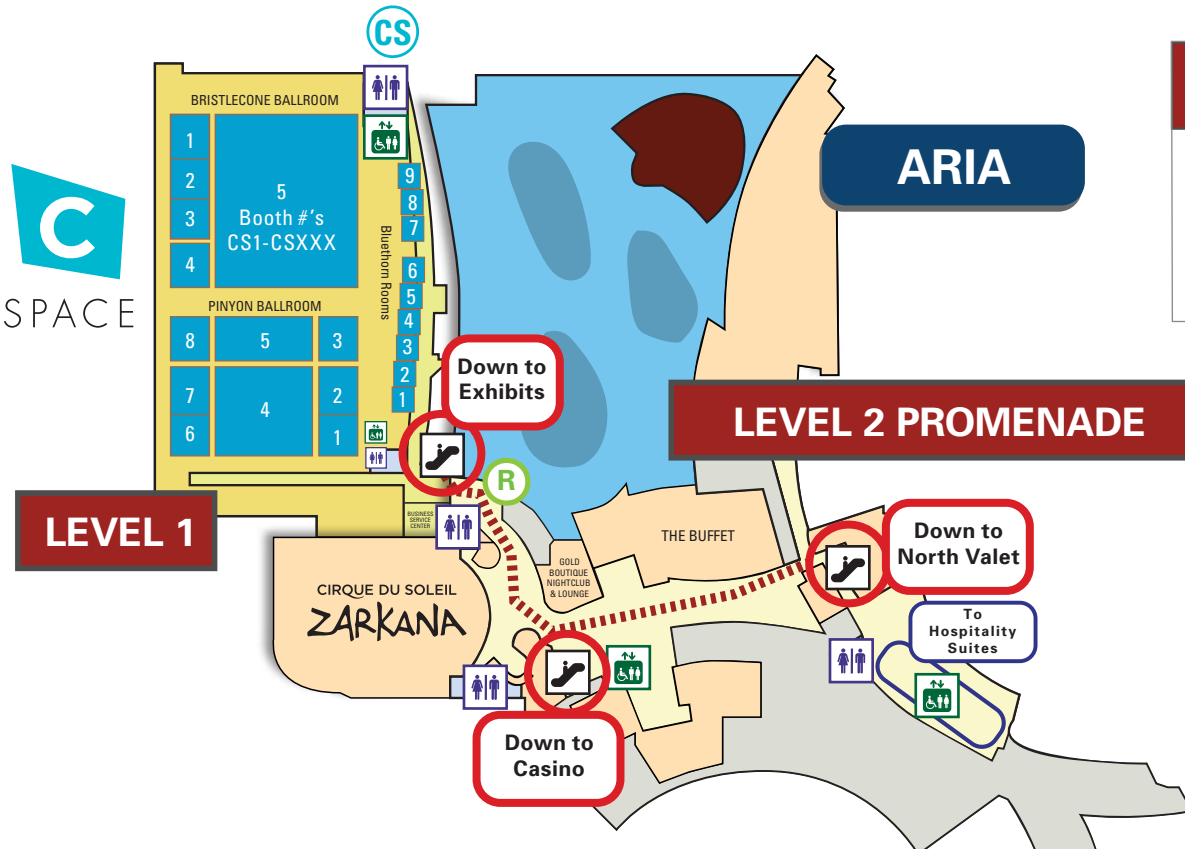 CS
BRISTLECONE BALLROOM
1
2
3
4
5
Booth #'s
CS1-CSXXX
9
8
7
6
5
4
3
2
1
Bluethorn Rooms
C
SPACE
ARIA
PINYON BALLROOM
8
5
3
7
4
2
6
1
Down to
Exhibits
LEVEL 2 PROMENADE
R
LEVEL 1
BUSINESS
SERVICE
CENTER
THE BUFFET
Down to
North Valet
GOLD
BOUTIQUE
NIGHTCLUB
& LOUNGE
CIRQUE DU SOLEIL
ZARKANA
To
Hospitality
Suites
Down to
Casino